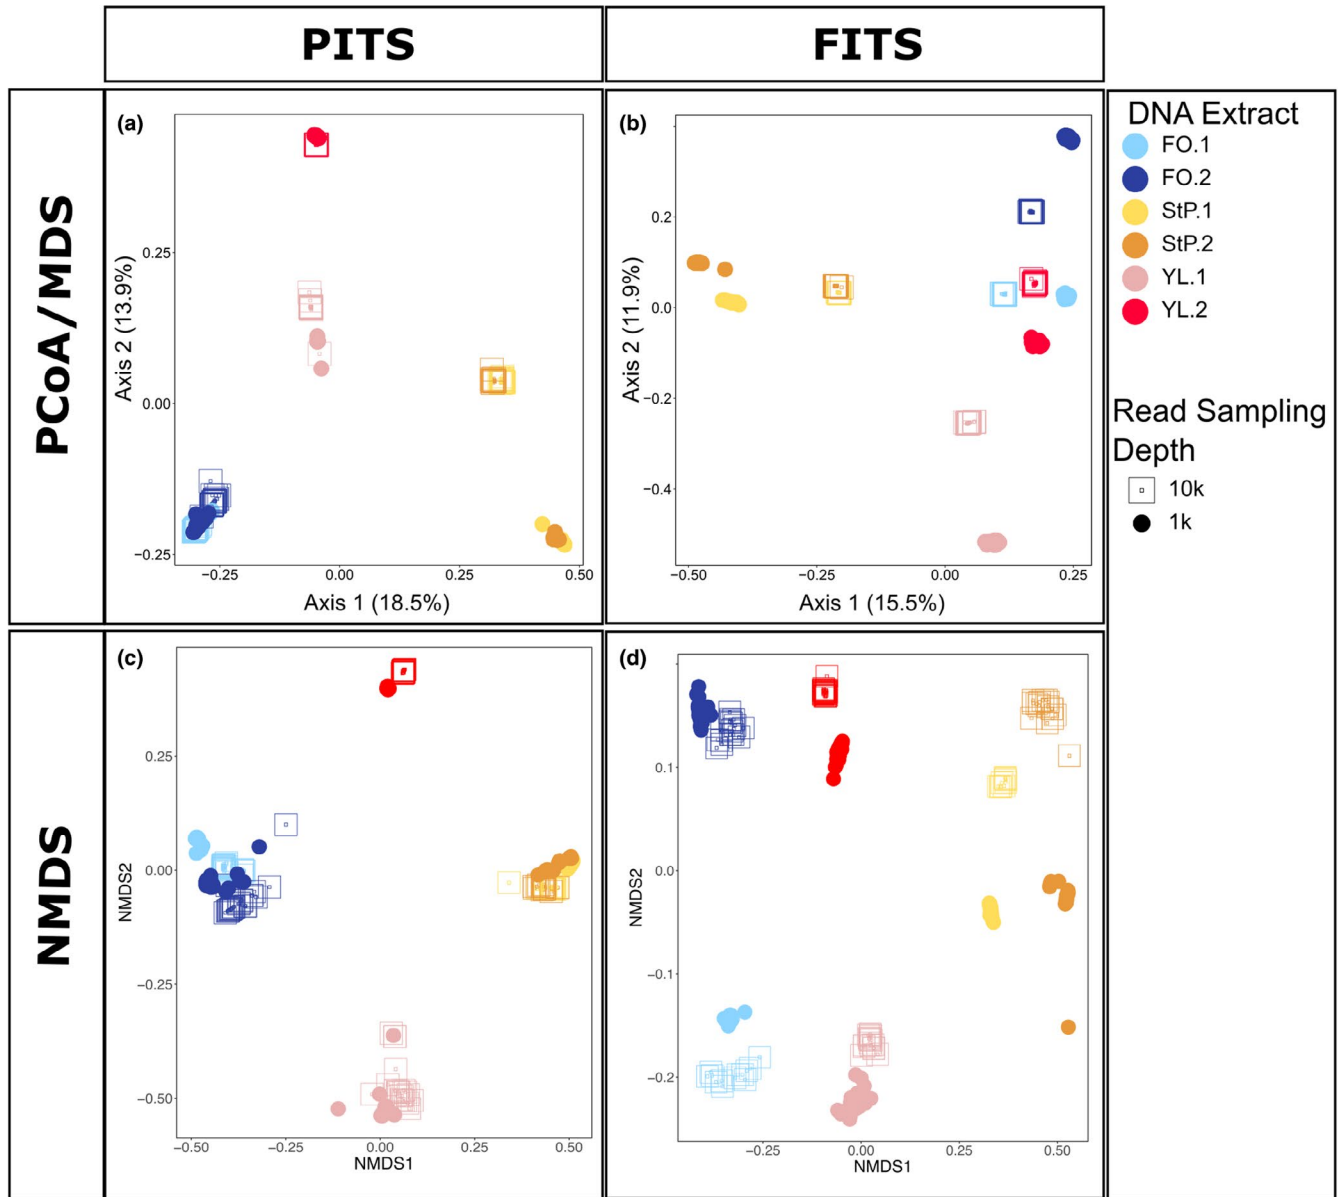 PITS
FITS
PCoA/MDS
(a)
0.25
0.00
−0.25
Axis 2 (13.9%)
−0.25
0.00
0.25
0.50
Axis 1 (18.5%)
(b)
0.2
0.0
−0.2
−0.4
Axis 2 (11.9%)
−0.50
−0.25
0.00
0.25
Axis 1 (15.5%)
DNA Extract
FO.1
FO.2
StP.1
StP.2
YL.1
YL.2
Read Sampling
Depth
10k
1k
NMDS
(c)
0.25
0.00
−0.25
−0.50
NMDS2
−0.50
−0.25
0.00
0.25
0.50
NMDS1
(d)
0.1
0.0
−0.1
−0.2
NMDS2
−0.25
0.00
0.25
0.50
NMDS1